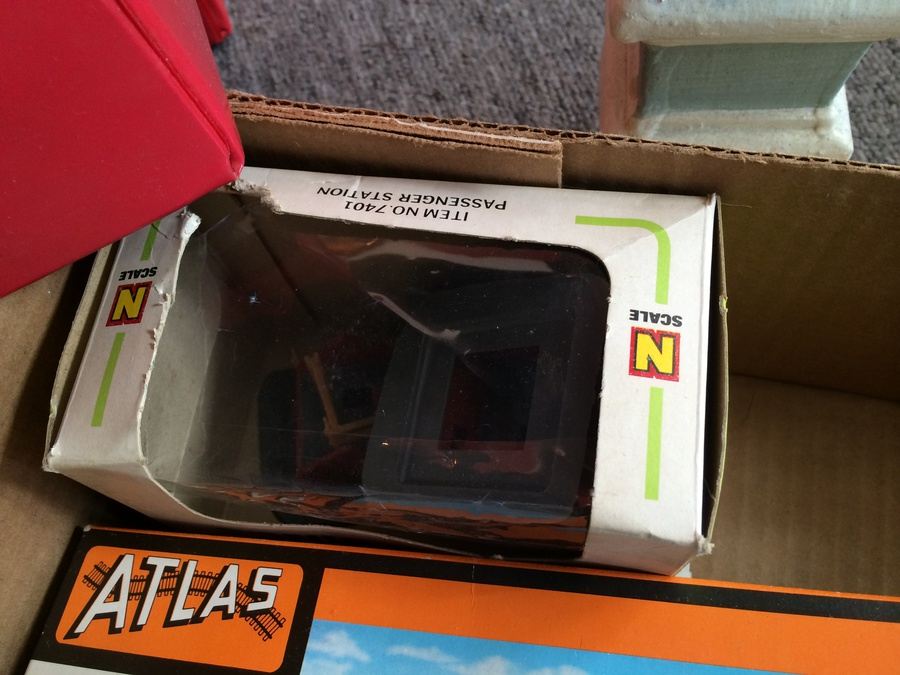 ITEM NO.7401
PASSENGER STATION
N
SCALE
N
SCALE
ATLAS